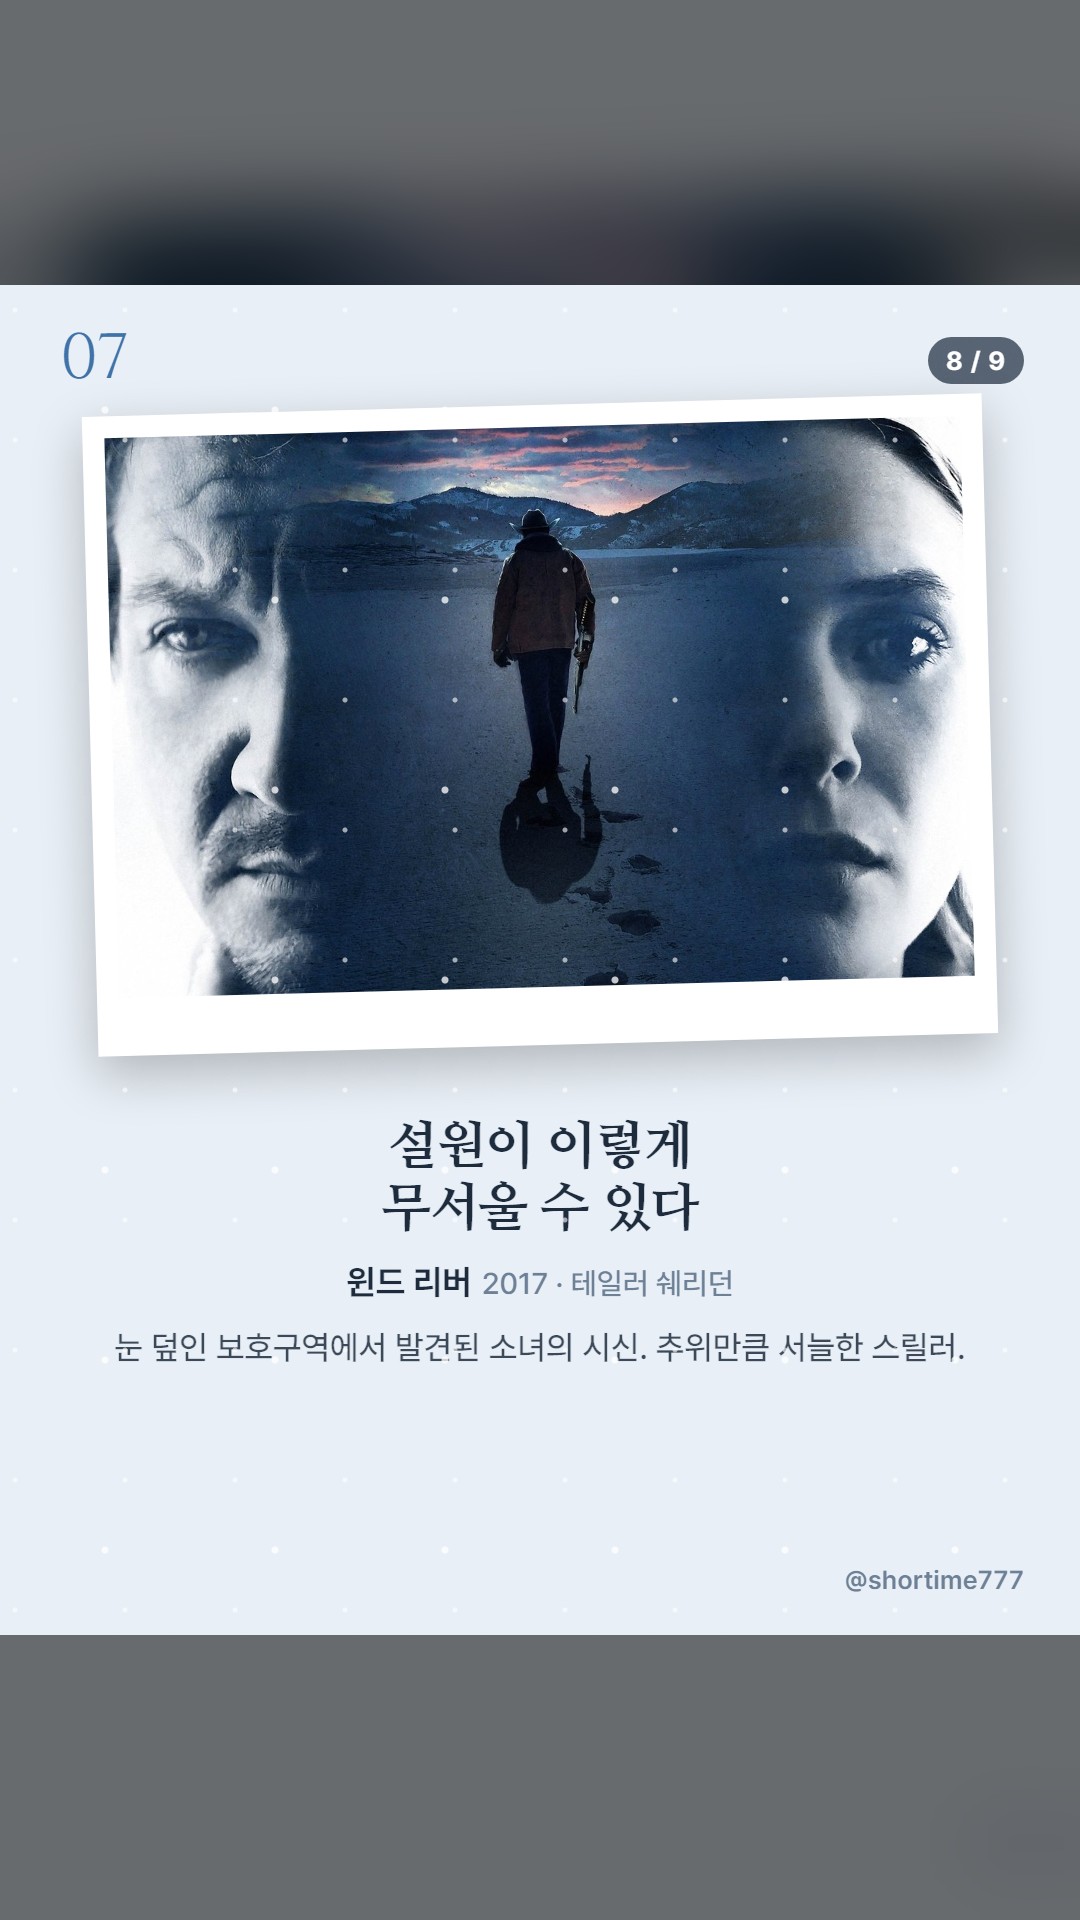 07
8 / 9
설원이 이렇게
무서울 수 있다
윈드 리버 2017 · 테일러 쉐리던
눈 덮인 보호구역에서 발견된 소녀의 시신. 추위만큼 서늘한 스릴러.
@shortime777